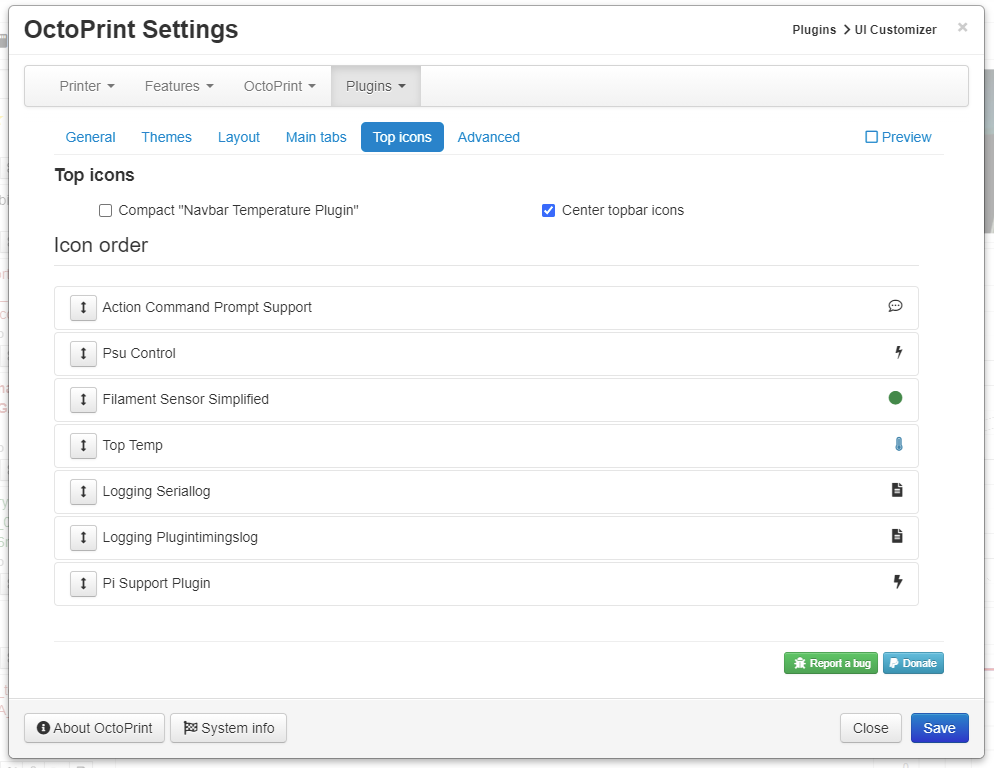 OctoPrint Settings
Plugins > UI Customizer ×
Printer Features OctoPrint Plugins
General Themes Layout Main tabs Top icons Advanced Preview
Top icons
Compact "Navbar Temperature Plugin" Center topbar icons
Icon order
Action Command Prompt Support
Psu Control
Filament Sensor Simplified
Top Temp
Logging Seriallog
Logging Plugintimingslog
Pi Support Plugin
Report a bug Donate
About OctoPrint System info Close Save